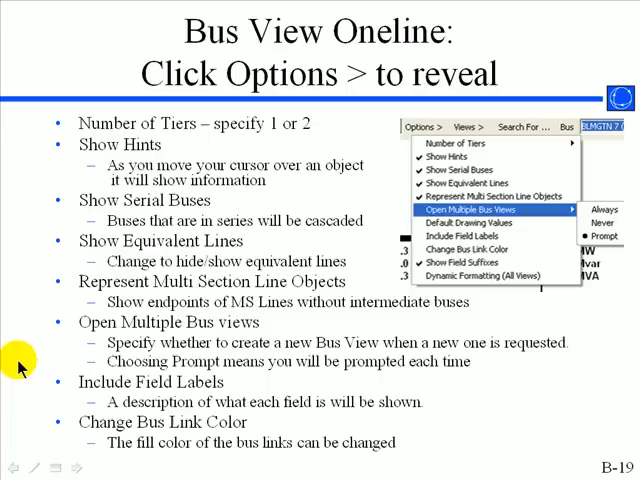 Bus View Oneline:
Click Options > to reveal
• Number of Tiers – specify 1 or 2
• Show Hints
– As you move your cursor over an object
it will show information
• Show Serial Buses
– Buses that are in series will be cascaded
• Show Equivalent Lines
– Change to hide/show equivalent lines
• Represent Multi Section Line Objects
– Show endpoints of MS Lines without intermediate buses
• Open Multiple Bus views
– Specify whether to create a new Bus View when a new one is requested.
– Choosing Prompt means you will be prompted each time
• Include Field Labels
– A description of what each field is will be shown.
• Change Bus Link Color
– The fill color of the bus links can be changed
Options > Views > Search For ... Bus BLMGTN 7 (
Number of Tiers
Show Hints
Show Serial Buses
Show Equivalent Lines
Represent Multi Section Line Objects
Open Multiple Bus Views
Default Drawing Values
Include Field Labels
Change Bus Link Color
Show Field Suffixes
Dynamic Formatting (All Views)
Always
Never
Prompt
.3 MW
.0 Mvar
.3 MVA
B-19